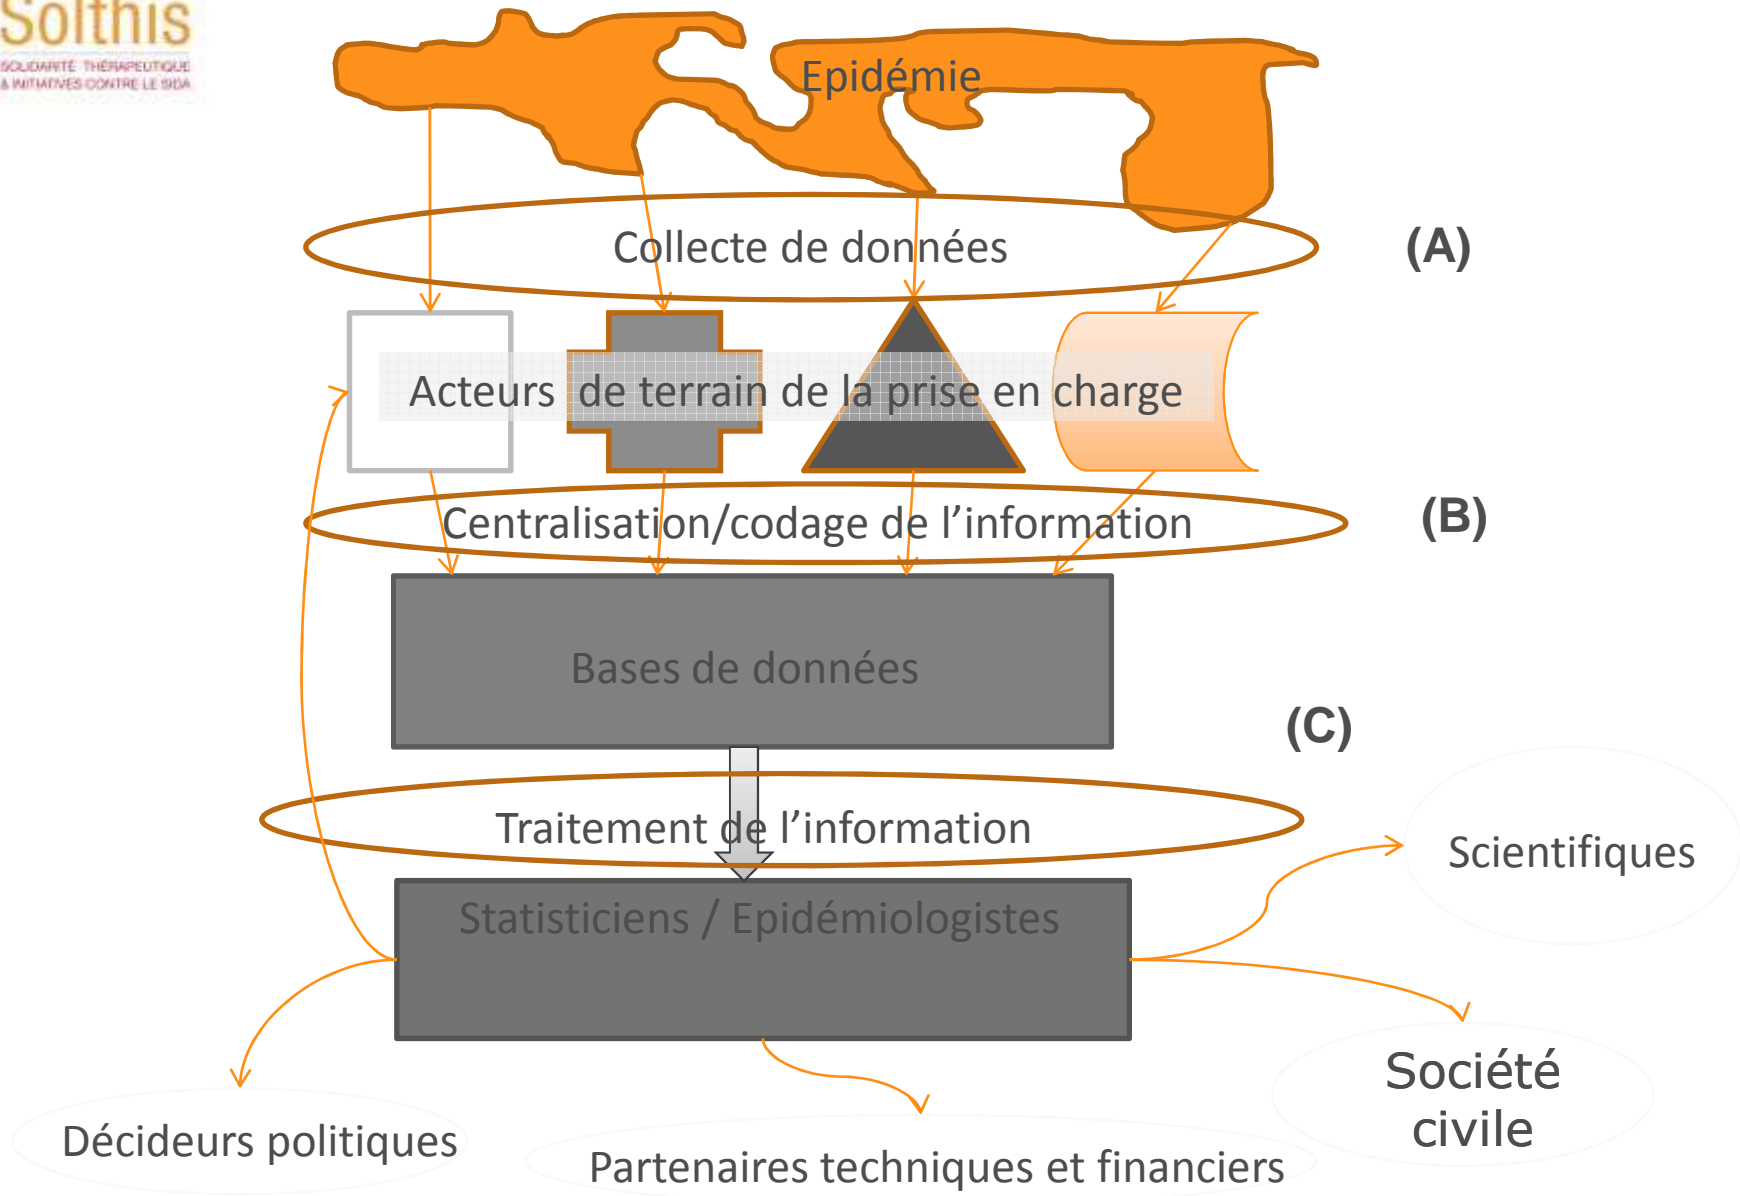 Solthis
SOLIDARITÉ THÉRAPEUTIQUE
& INITIATIVES CONTRE LE SIDA
Epidémie
Collecte de données
(A)
Acteurs de terrain de la prise en charge
Centralisation/codage de l’information
(B)
Bases de données
(C)
Traitement de l’information
Scientifiques
Statisticiens / Epidémiologistes
Société
civile
Décideurs politiques
Partenaires techniques et financiers